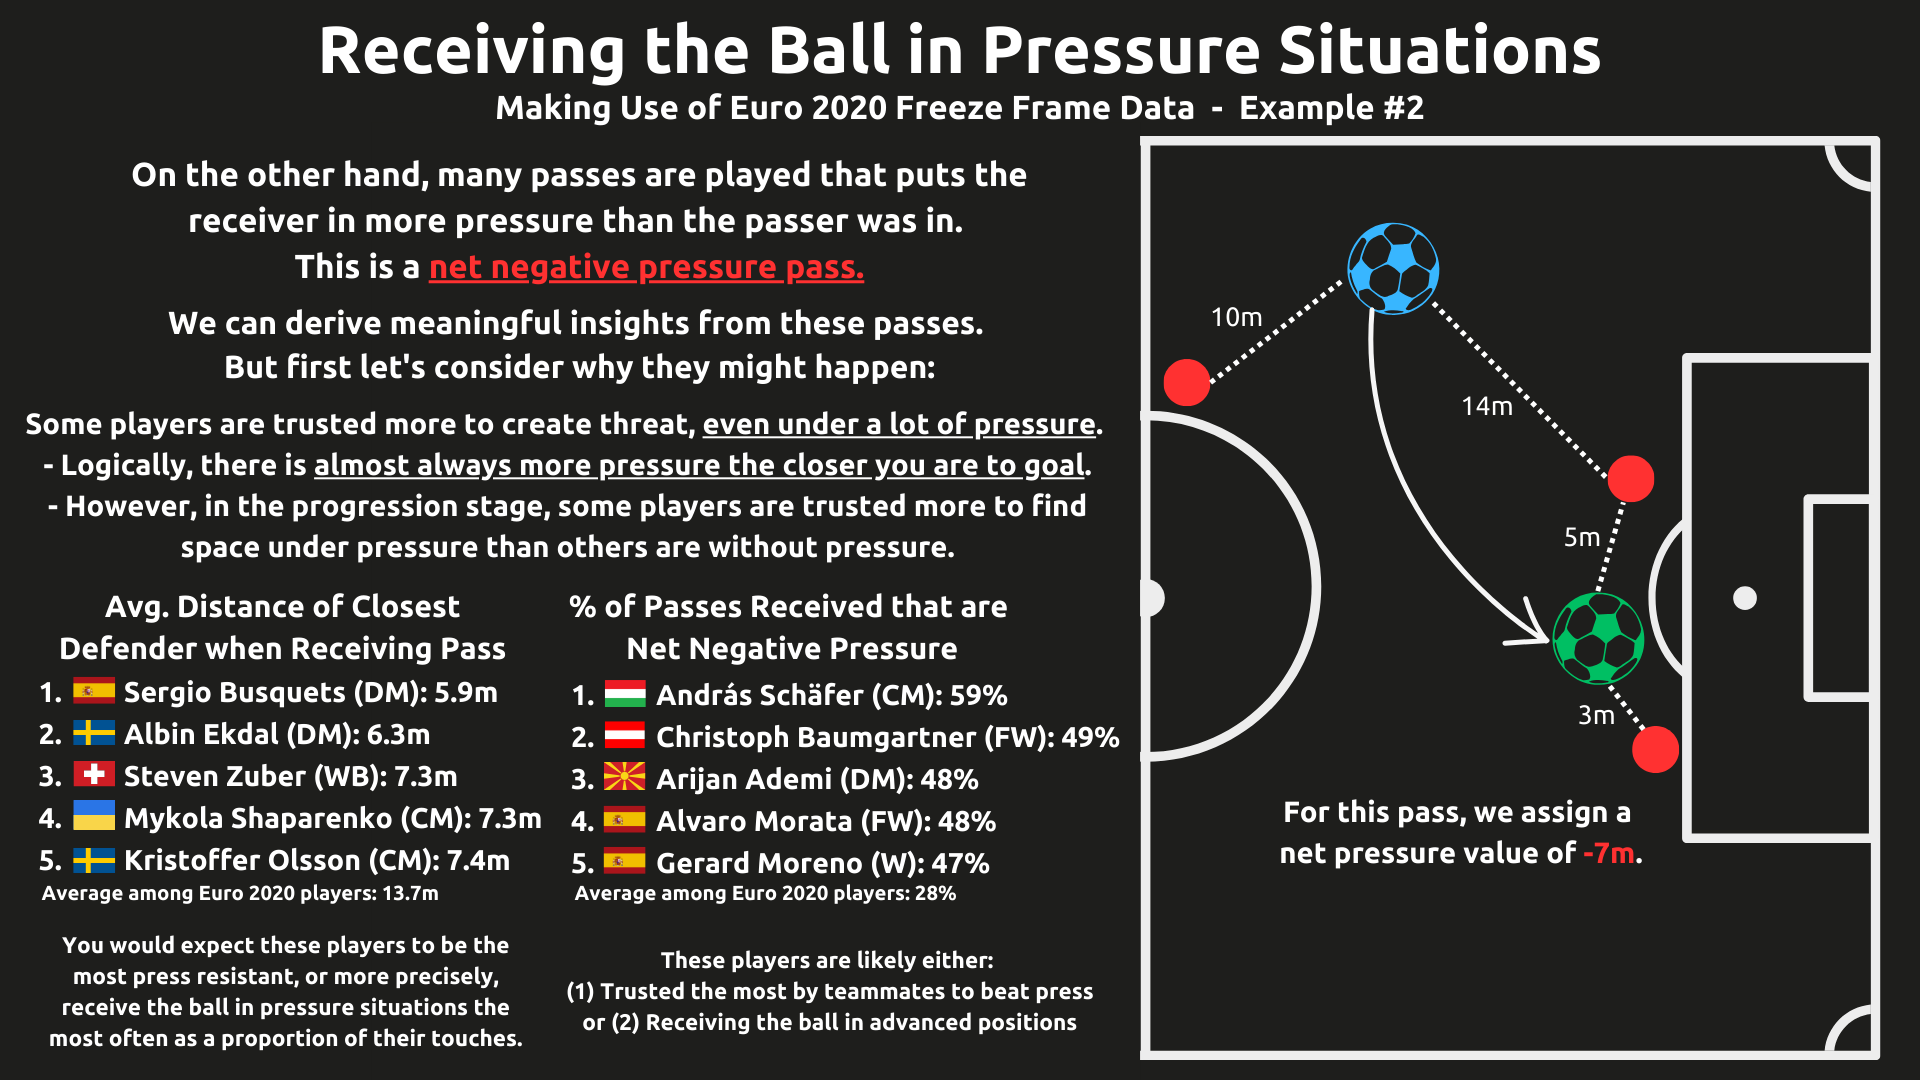 Receiving the Ball in Pressure Situations
Making Use of Euro 2020 Freeze Frame Data - Example #2
On the other hand, many passes are played that puts the
receiver in more pressure than the passer was in.
This is a net negative pressure pass.
We can derive meaningful insights from these passes.
But first let's consider why they might happen:
Some players are trusted more to create threat, even under a lot of pressure.
- Logically, there is almost always more pressure the closer you are to goal.
- However, in the progression stage, some players are trusted more to find
space under pressure than others are without pressure.
Avg. Distance of Closest
Defender when Receiving Pass
1. Sergio Busquets (DM): 5.9m
2. Albin Ekdal (DM): 6.3m
3. Steven Zuber (WB): 7.3m
4. Mykola Shaparenko (CM): 7.3m
5. Kristoffer Olsson (CM): 7.4m
Average among Euro 2020 players: 13.7m
You would expect these players to be the
most press resistant, or more precisely,
receive the ball in pressure situations the
most often as a proportion of their touches.
% of Passes Received that are
Net Negative Pressure
1. András Schäfer (CM): 59%
2. Christoph Baumgartner (FW): 49%
3. Arijan Ademi (DM): 48%
4. Alvaro Morata (FW): 48%
5. Gerard Moreno (W): 47%
Average among Euro 2020 players: 28%
These players are likely either:
(1) Trusted the most by teammates to beat press
or (2) Receiving the ball in advanced positions
10m
14m
5m
3m
For this pass, we assign a
net pressure value of -7m.